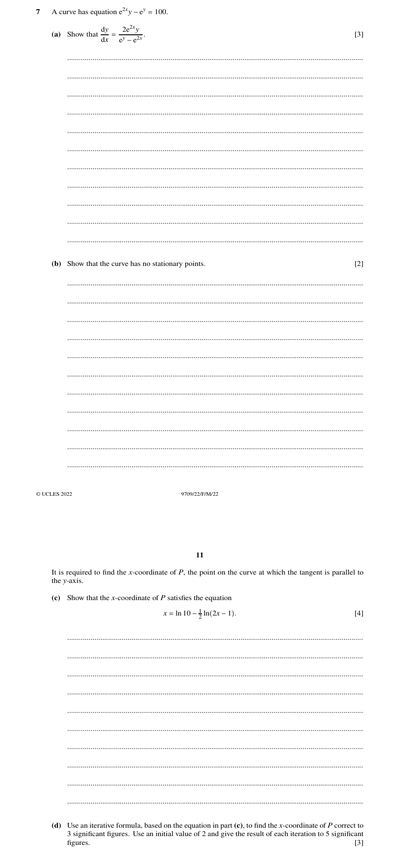 7 A curve has equation e^{2x}y − e^y = 100.
(a) Show that dy/dx = 2e^{2x}y / (e^y − e^{2x}). [3]
(b) Show that the curve has no stationary points. [2]
© UCLES 2022 9709/22/F/M/22
11
It is required to find the x-coordinate of P, the point on the curve at which the tangent is parallel to
the y-axis.
(c) Show that the x-coordinate of P satisfies the equation
x = ln 10 − ½ ln(2x − 1). [4]
(d) Use an iterative formula, based on the equation in part (c), to find the x-coordinate of P correct to
3 significant figures. Use an initial value of 2 and give the result of each iteration to 5 significant
figures. [3]